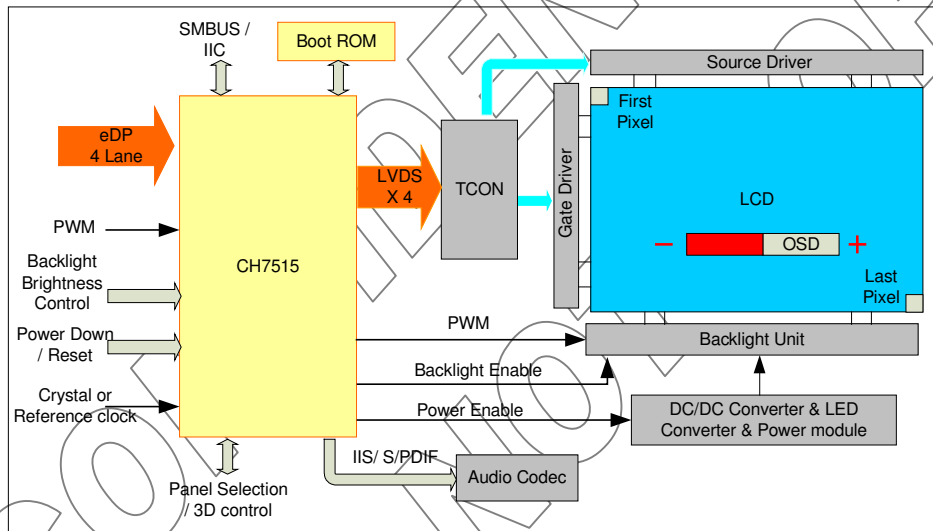 SMBUS /
IIC
Boot ROM
Source Driver
First
Pixel
eDP
4 Lane
LVDS
X 4
TCON
Gate Driver
LCD
PWM
CH7515
OSD
Backlight
Brightness
Control
Last
Pixel
Power Down
/ Reset
PWM
Backlight Unit
Backlight Enable
Crystal or
Reference clock
Power Enable
DC/DC Converter & LED
Converter & Power module
IIS/ S/PDIF
Audio Codec
Panel Selection
/ 3D control